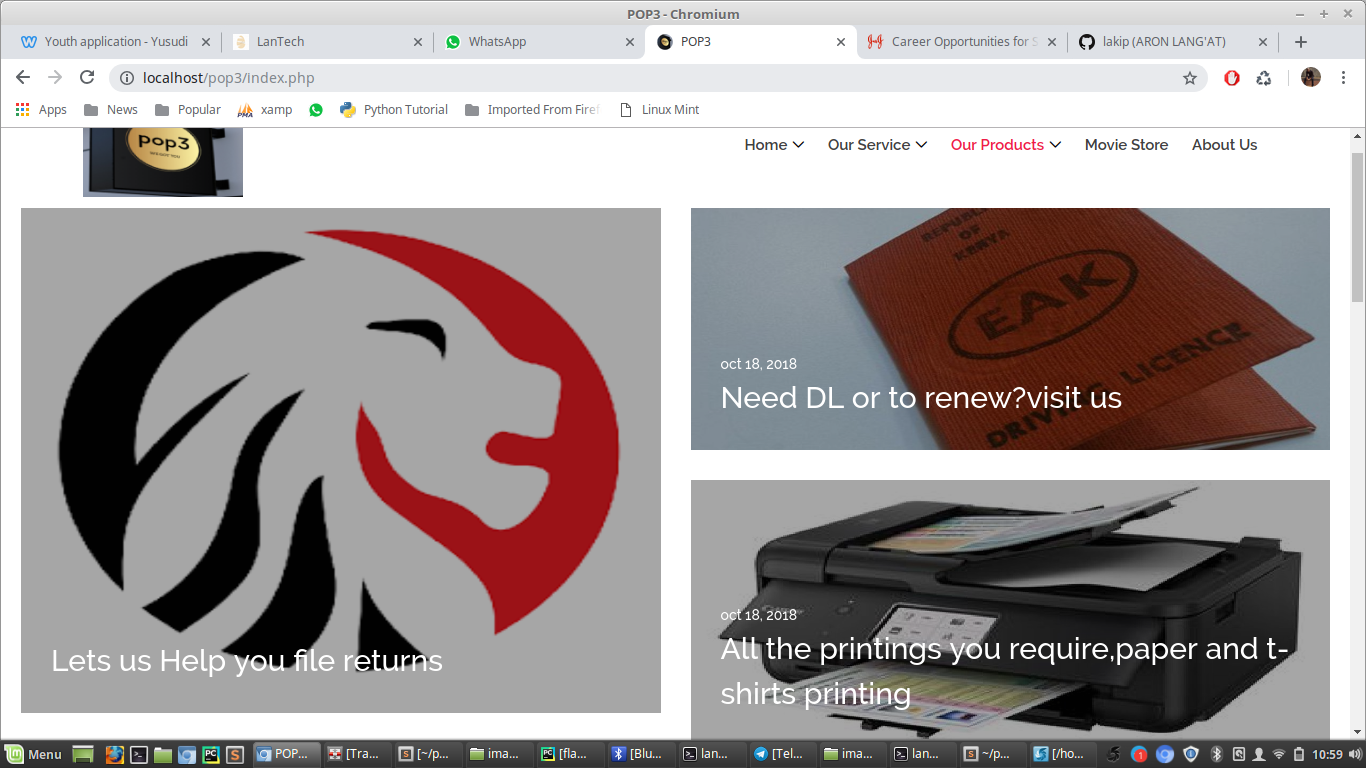 POP3 - Chromium
Youth application - Yusudi
LanTech
WhatsApp
POP3
Career Opportunities for S
lakip (ARON LANG'AT)
localhost/pop3/index.php
Apps
News
Popular
PMA
xamp
Python Tutorial
Imported From Firef
Linux Mint
pop3
Home
Our Service
Our Products
Movie Store
About Us
REPUBLIC
OF
KENYA
EAK
DRIVING LICENCE
oct 18, 2018
Need DL or to renew?visit us
Lets us Help you file returns
Canon
oct 18, 2018
All the printings you require,paper and t-
shirts printing
Menu
POP...
[Tra...
[~/p...
ima...
[fla...
[Blu...
lan...
[Tel...
ima...
lan...
~/p...
[/ho...
1
10:59